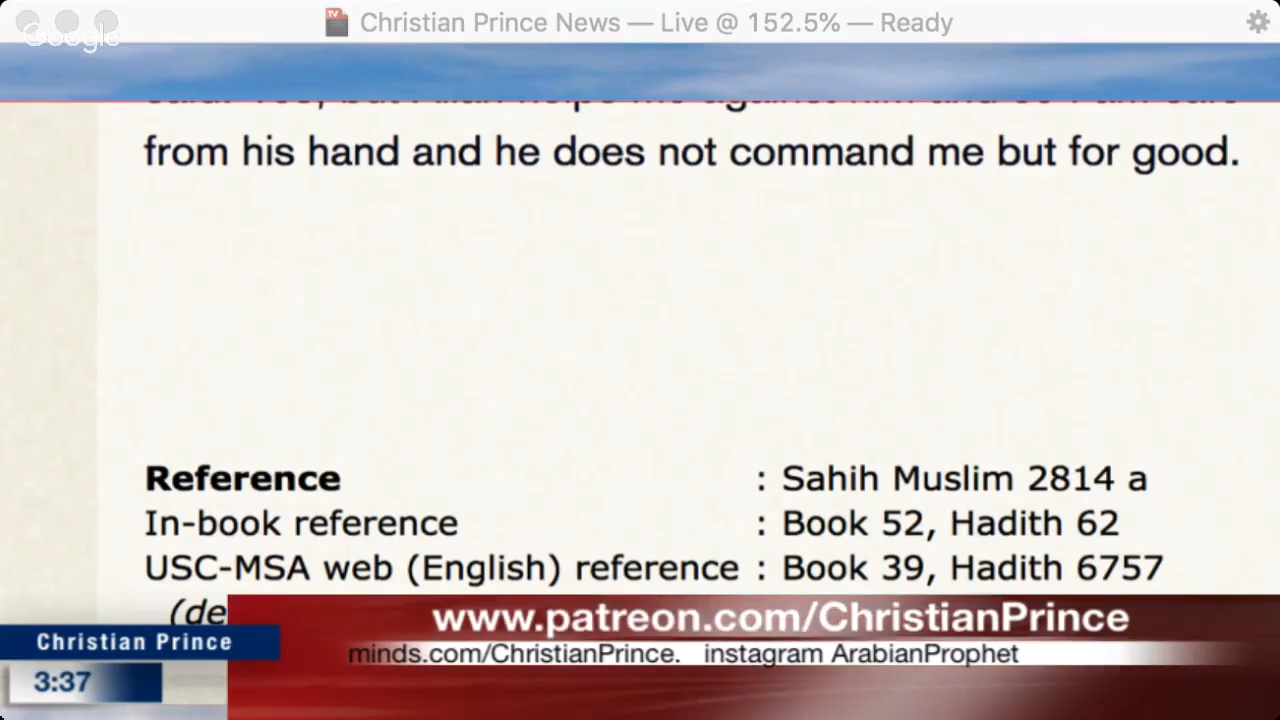 Christian Prince News — Live @ 152.5% — Ready
Google
from his hand and he does not command me but for good.
Reference : Sahih Muslim 2814 a
In-book reference : Book 52, Hadith 62
USC-MSA web (English) reference : Book 39, Hadith 6757
(de
www.patreon.com/ChristianPrince
Christian Prince
minds.com/ChristianPrince. instagram ArabianProphet
3:37